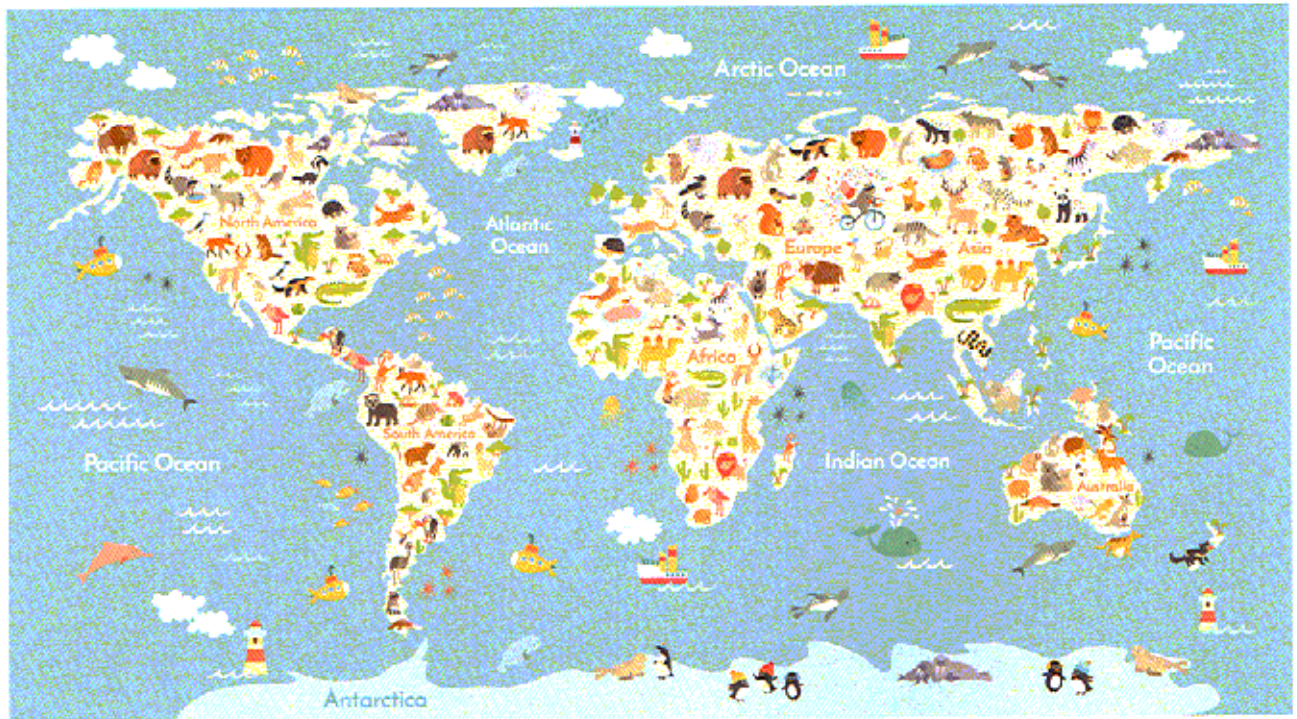 Arctic Ocean
North America
Atlantic
Ocean
Europe
Asia
Africa
Pacific
Ocean
South America
Pacific Ocean
Indian Ocean
Australia
Antarctica